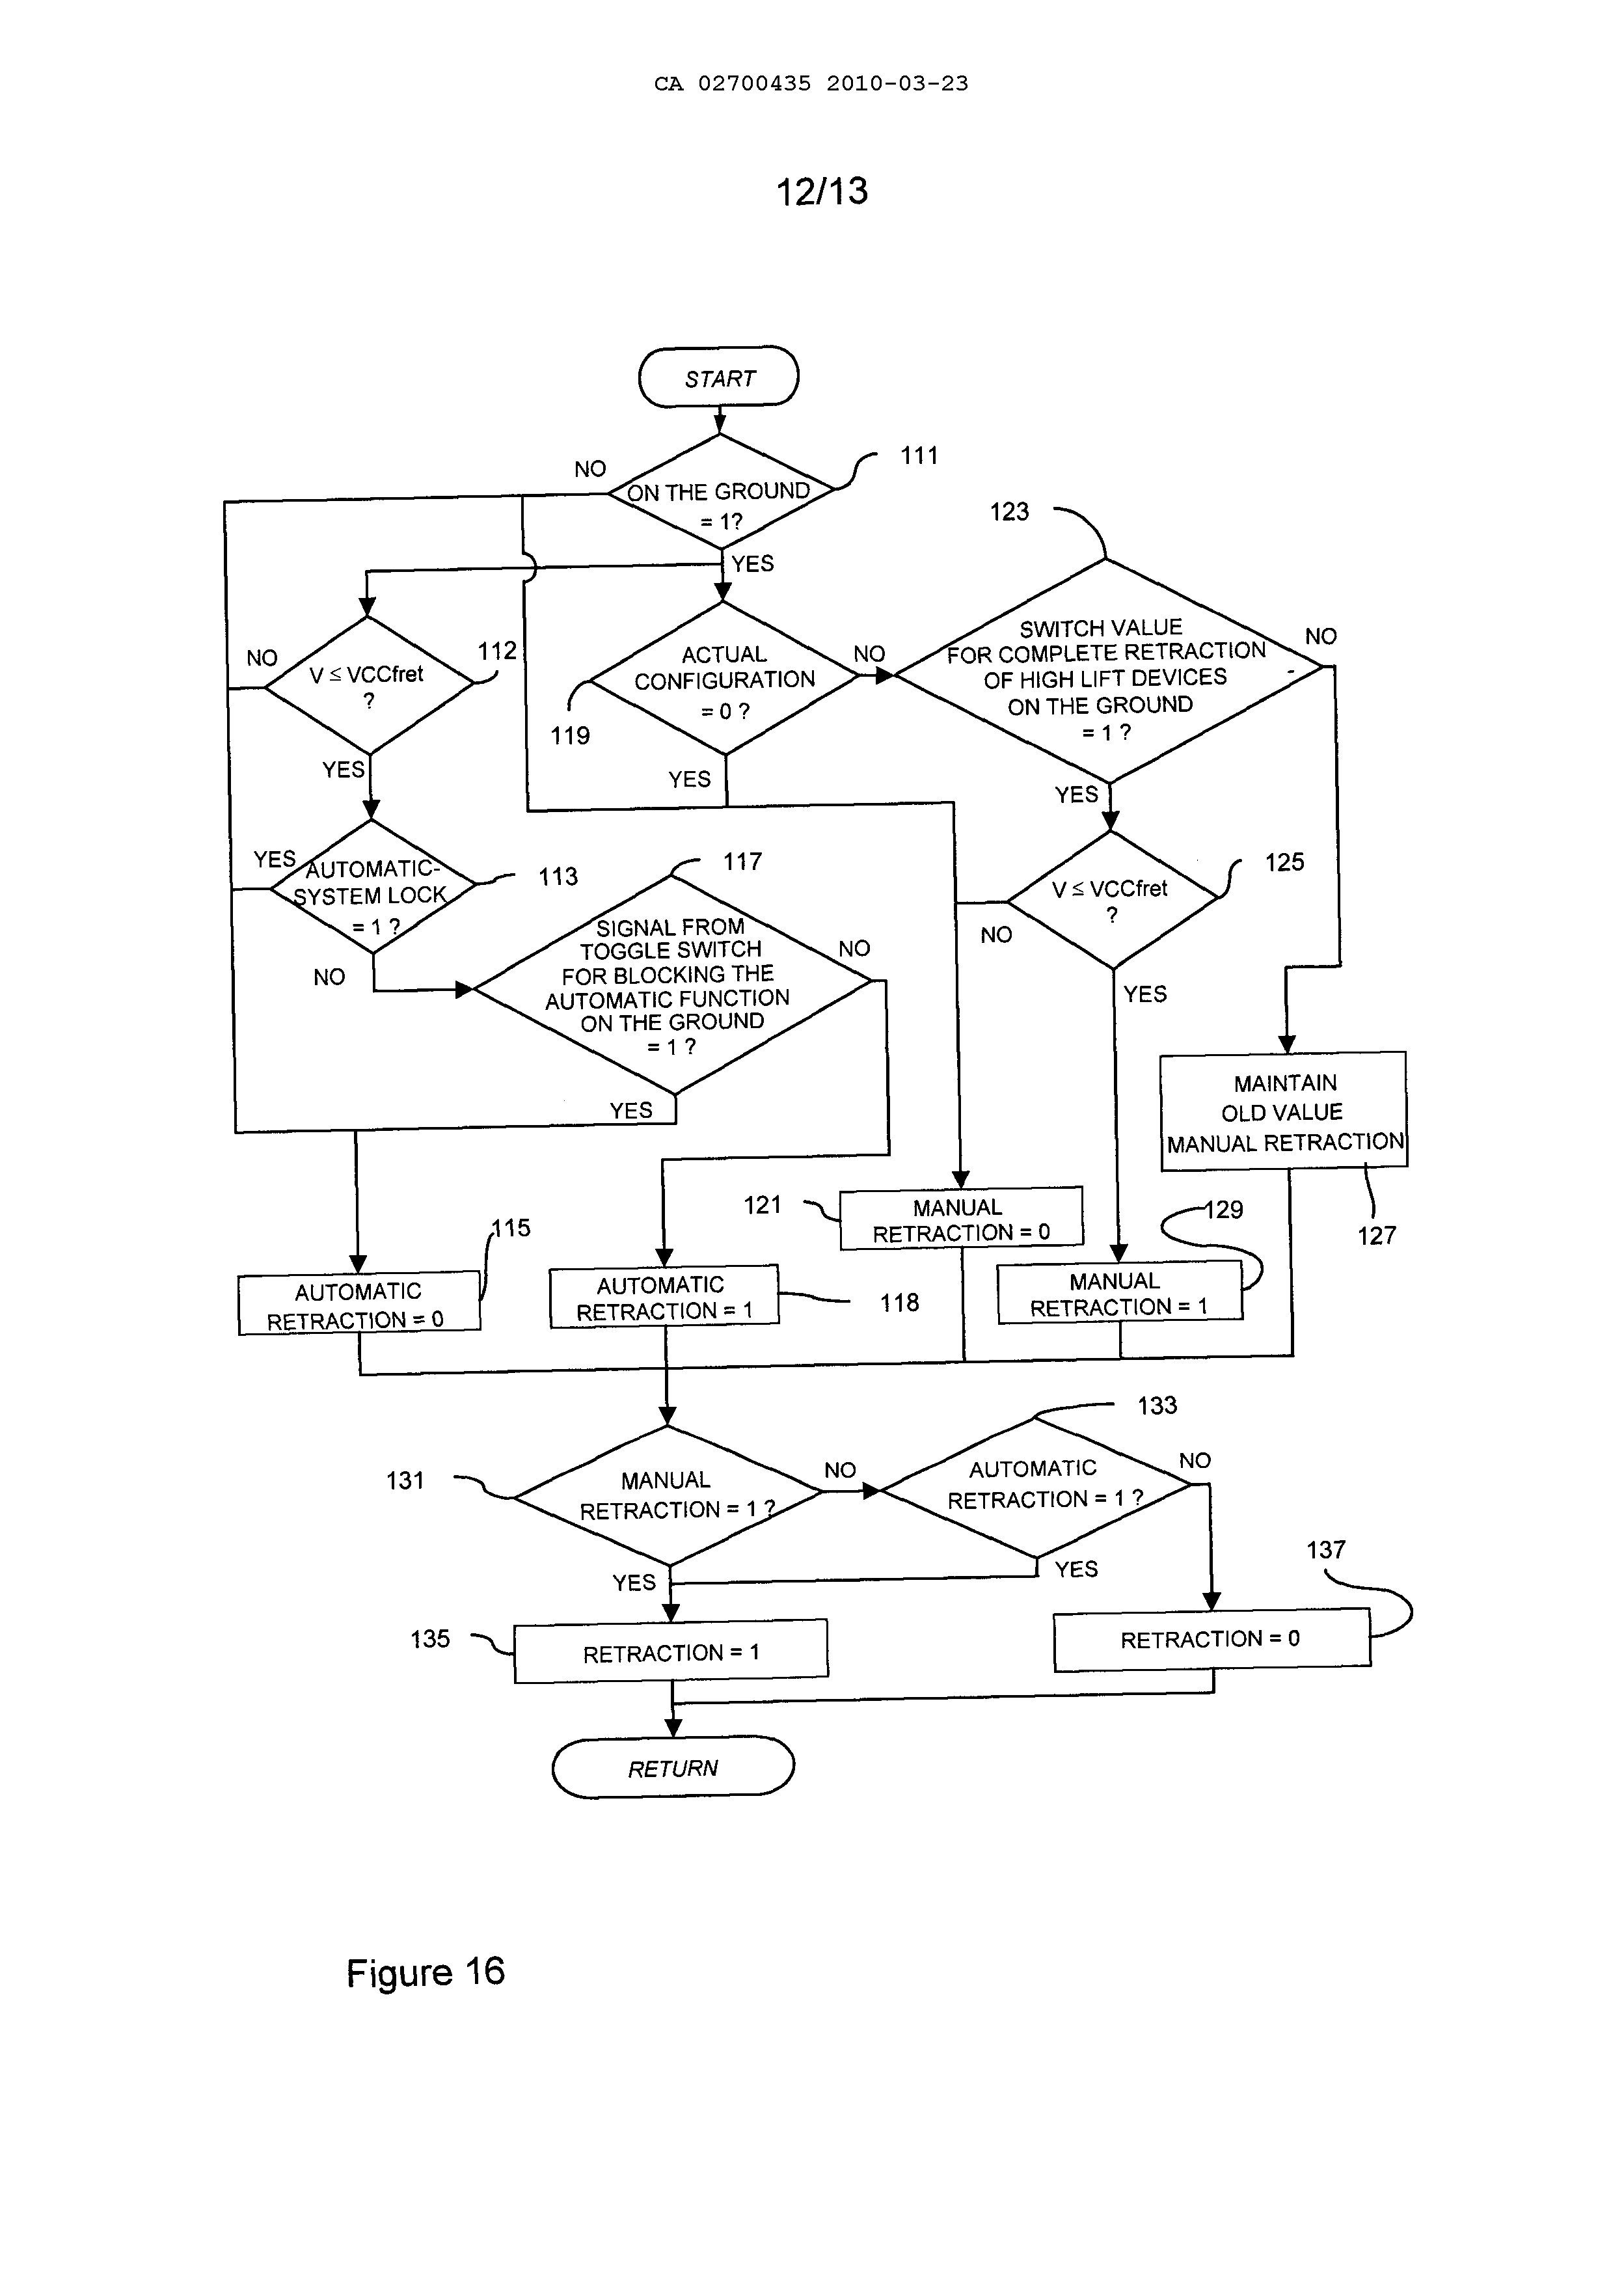 CA 02700435 2010-03-23
12/13
START
ON THE GROUND
= 1?
111
NO
YES
V ≤ VCCfret
?
112
NO
YES
ACTUAL
CONFIGURATION
= 0 ?
119
NO
YES
123
SWITCH VALUE
FOR COMPLETE RETRACTION
OF HIGH LIFT DEVICES
ON THE GROUND
= 1 ?
NO
YES
AUTOMATIC-
SYSTEM LOCK
= 1 ?
113
YES
NO
117
SIGNAL FROM
TOGGLE SWITCH
FOR BLOCKING THE
AUTOMATIC FUNCTION
ON THE GROUND
= 1 ?
NO
YES
V ≤ VCCfret
?
125
NO
YES
MAINTAIN
OLD VALUE
MANUAL RETRACTION
127
121
MANUAL
RETRACTION = 0
129
MANUAL
RETRACTION = 1
115
AUTOMATIC
RETRACTION = 0
AUTOMATIC
RETRACTION = 1
118
131
MANUAL
RETRACTION = 1 ?
NO
YES
133
AUTOMATIC
RETRACTION = 1 ?
NO
YES
135
RETRACTION = 1
137
RETRACTION = 0
RETURN
Figure 16